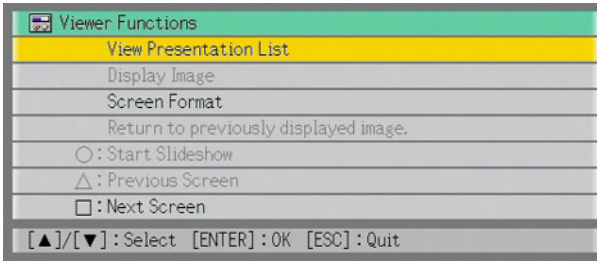 Viewer Functions
View Presentation List
Display Image
Screen Format
Return to previously displayed image.
○:Start Slideshow
△:Previous Screen
□:Next Screen
[▲]/[▼]:Select [ENTER]:OK [ESC]:Quit